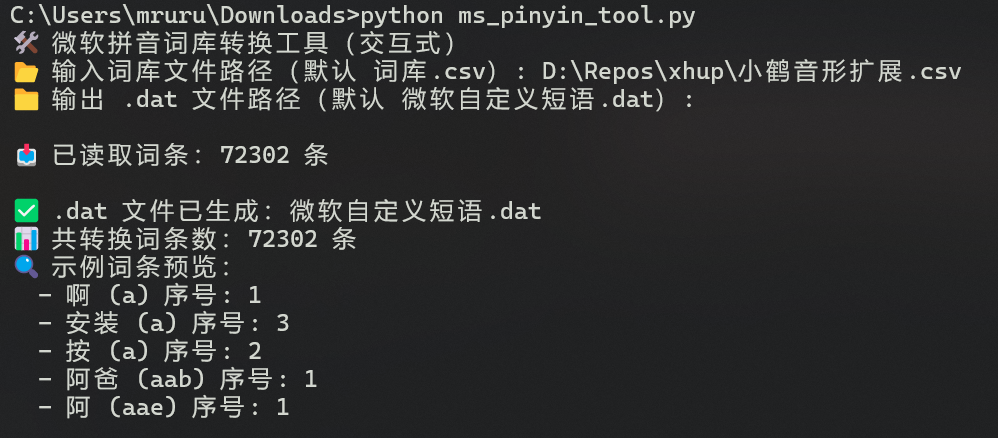 C:\Users\mruru\Downloads>python ms_pinyin_tool.py
🛠 微软拼音词库转换工具（交互式）
📂 输入词库文件路径（默认 词库.csv）: D:\Repos\xhup\小鹤音形扩展.csv
📁 输出 .dat 文件路径（默认 微软自定义短语.dat）:
📥 已读取词条: 72302 条
✅ .dat 文件已生成: 微软自定义短语.dat
📊 共转换词条数: 72302 条
🔍 示例词条预览:
- 啊 (a) 序号: 1
- 安装 (a) 序号: 3
- 按 (a) 序号: 2
- 阿爸 (aab) 序号: 1
- 阿 (aae) 序号: 1